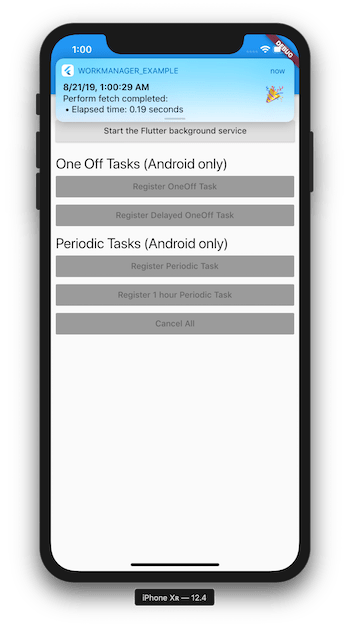 1:00
DEBUG
WORKMANAGER_EXAMPLE
now
8/21/19, 1:00:29 AM
Perform fetch completed:
• Elapsed time: 0.19 seconds
Start the Flutter background service
One Off Tasks (Android only)
Register OneOff Task
Register Delayed OneOff Task
Periodic Tasks (Android only)
Register Periodic Task
Register 1 hour Periodic Task
Cancel All
iPhone Xʀ — 12.4